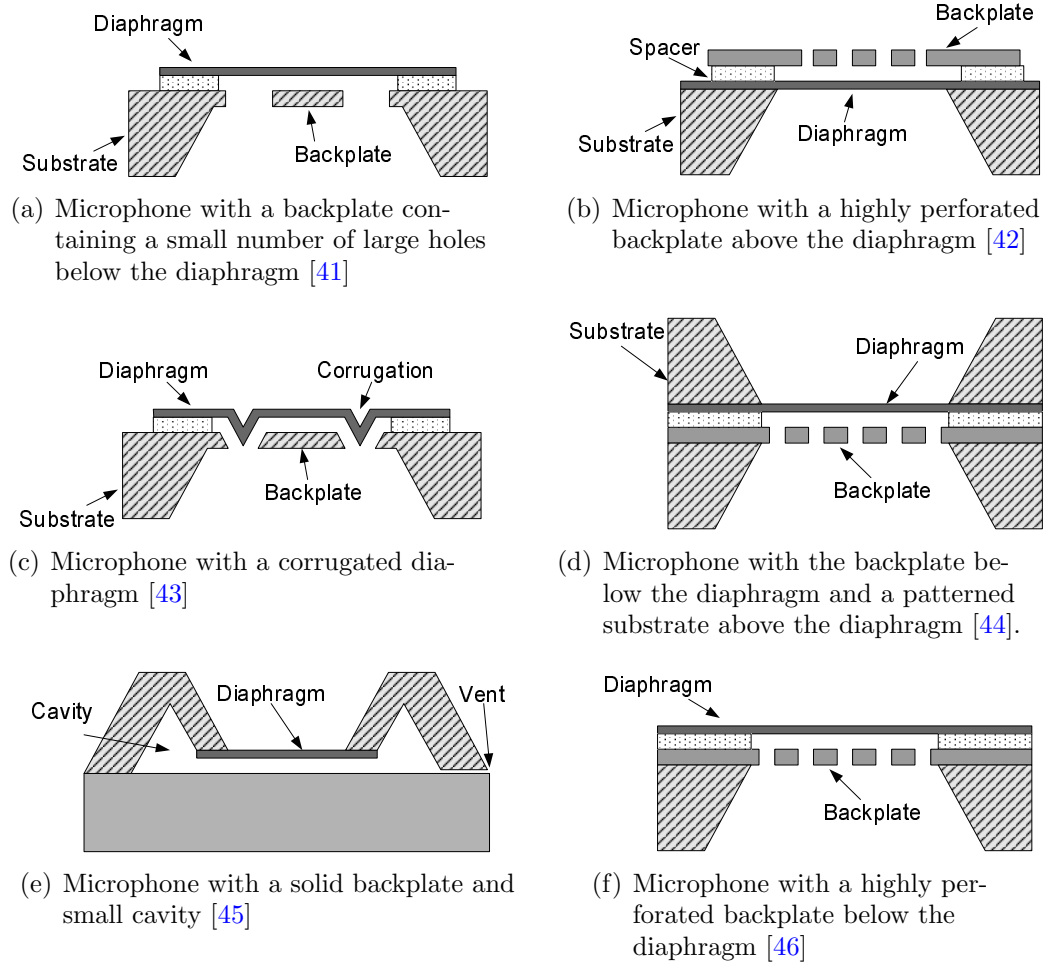 Diaphragm
Substrate
Backplate
(a) Microphone with a backplate con-
taining a small number of large holes
below the diaphragm [41]
Backplate
Spacer
Substrate
Diaphragm
(b) Microphone with a highly perforated
backplate above the diaphragm [42]
Diaphragm
Corrugation
Backplate
Substrate
(c) Microphone with a corrugated dia-
phragm [43]
Substrate
Diaphragm
Backplate
(d) Microphone with the backplate be-
low the diaphragm and a patterned
substrate above the diaphragm [44].
Cavity
Diaphragm
Vent
(e) Microphone with a solid backplate and
small cavity [45]
Diaphragm
Backplate
(f) Microphone with a highly per-
forated backplate below the
diaphragm [46]